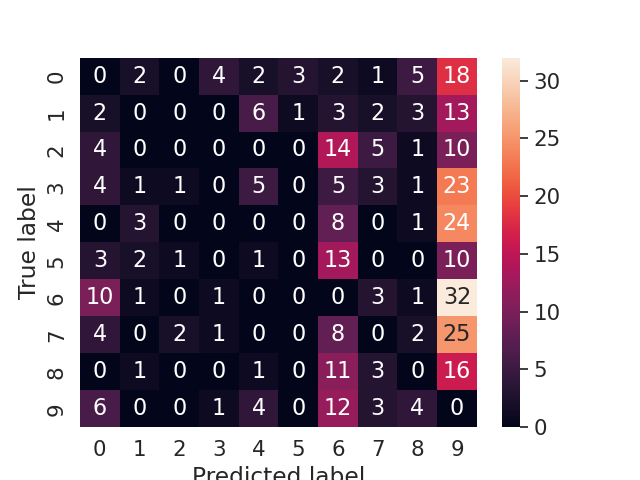 0 0 2 0 4 2 3 2 1 5 18
1 2 0 0 0 6 1 3 2 3 13
2 4 0 0 0 0 0 14 5 1 10
3 4 1 1 0 5 0 5 3 1 23
4 0 3 0 0 0 0 8 0 1 24
5 3 2 1 0 1 0 13 0 0 10
6 10 1 0 1 0 0 0 3 1 32
7 4 0 2 1 0 0 8 0 2 25
8 0 1 0 0 1 0 11 3 0 16
9 6 0 0 1 4 0 12 3 4 0
0 1 2 3 4 5 6 7 8 9
True label
Predicted label
30
25
20
15
10
5
0